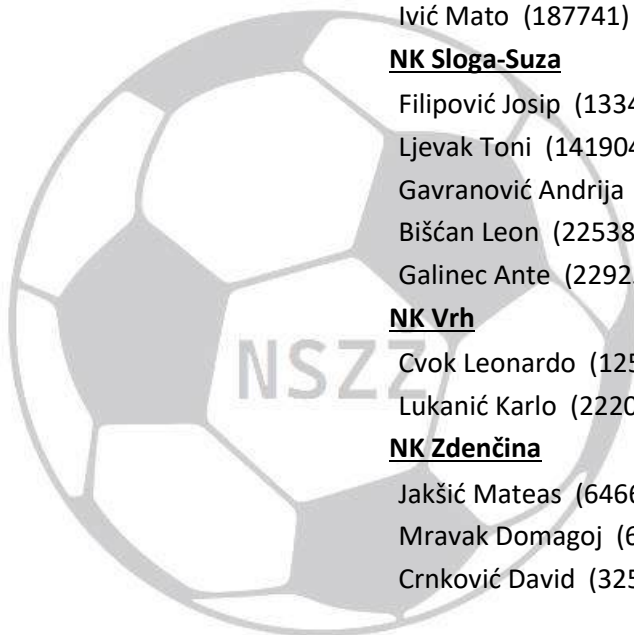 Ivić Mato (187741)
NK Sloga-Suza
Filipović Josip (1334
Ljevak Toni (141904
Gavranović Andrija
Bišćan Leon (22538
Galinec Ante (2292
NK Vrh
Cvok Leonardo (125
NSZZ
Lukanić Karlo (2220
NK Zdenčina
Jakšić Mateas (6466
Mravak Domagoj (6
Crnković David (325